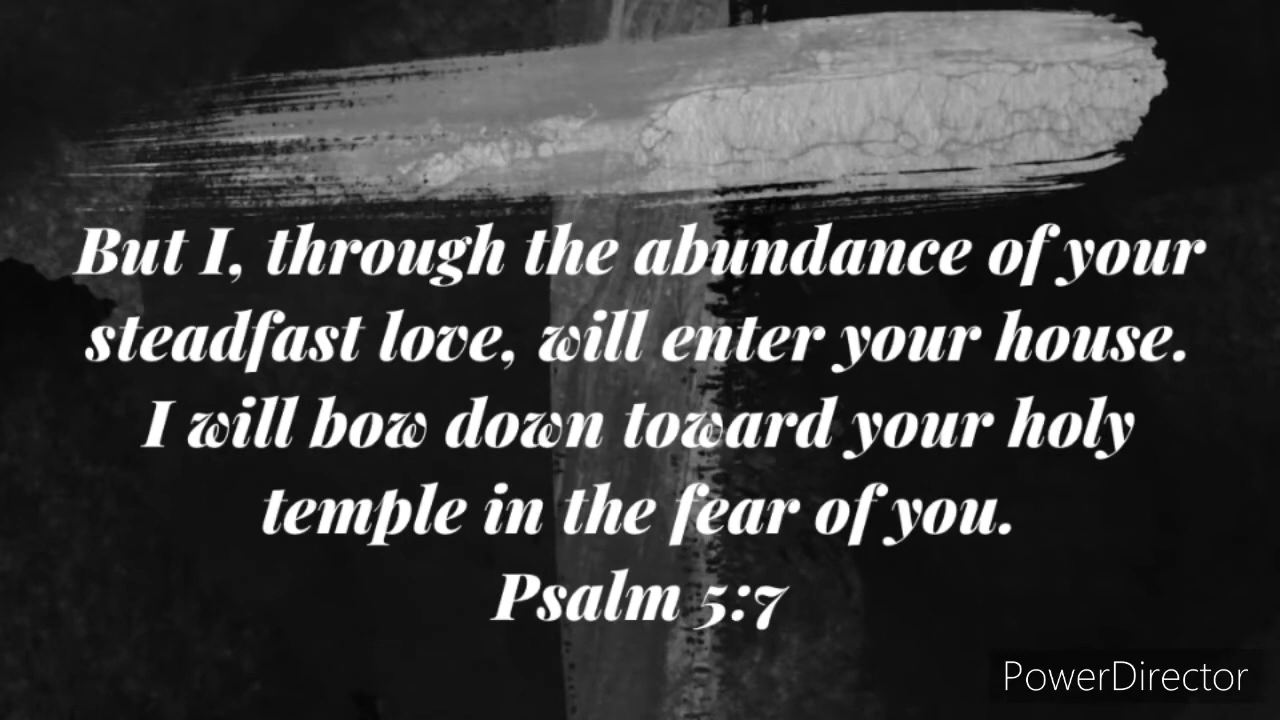 But I, through the abundance of your
steadfast love, will enter your house.
I will bow down toward your holy
temple in the fear of you.
Psalm 5:7
PowerDirector